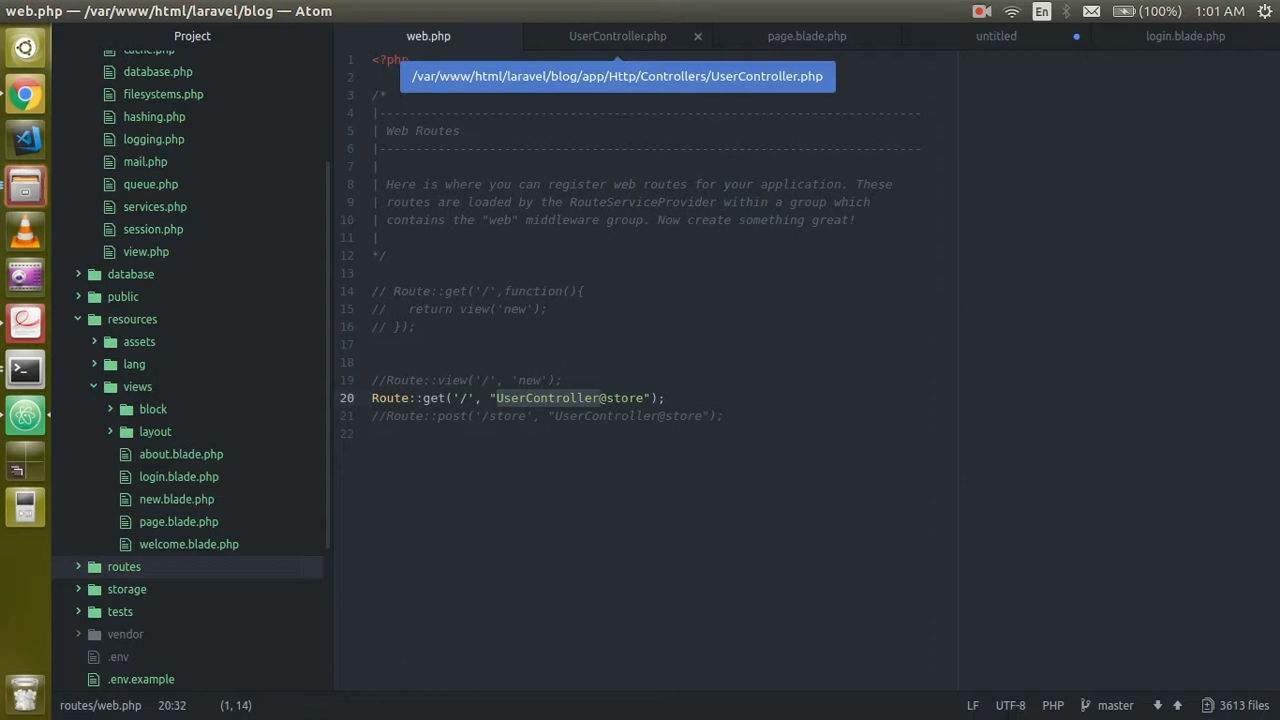 web.php — /var/www/html/laravel/blog — Atom
En
(100%)
1:01 AM
Project
cache.php
database.php
filesystems.php
hashing.php
logging.php
mail.php
queue.php
services.php
session.php
view.php
database
public
resources
assets
lang
views
block
layout
about.blade.php
login.blade.php
new.blade.php
page.blade.php
welcome.blade.php
routes
storage
tests
vendor
.env
.env.example
web.php
UserController.php
page.blade.php
untitled
login.blade.php
/var/www/html/laravel/blog/app/Http/Controllers/UserController.php
1 <?php
2
3 /*
4 |--------------------------------------------------------------------------
5 | Web Routes
6 |--------------------------------------------------------------------------
7 |
8 | Here is where you can register web routes for your application. These
9 | routes are loaded by the RouteServiceProvider within a group which
10 | contains the "web" middleware group. Now create something great!
11 |
12 */
13
14 // Route::get('/',function(){
15 //   return view('new');
16 // });
17
18
19 //Route::view('/', 'new');
20 Route::get('/', "UserController@store");
21 //Route::post('/store', "UserController@store");
22
routes/web.php
20:32
(1, 14)
LF
UTF-8
PHP
master
3613 files